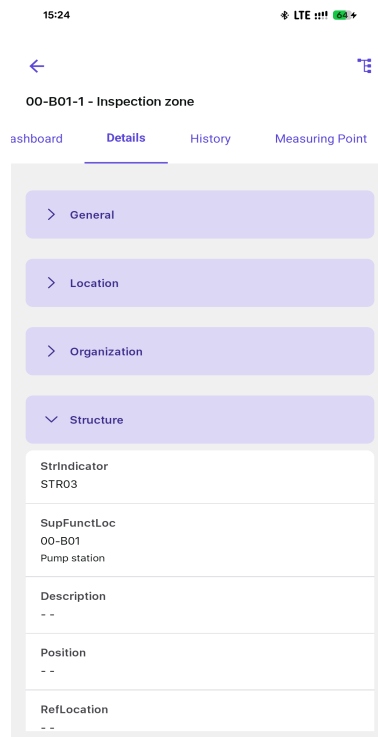 15:24 LTE 64
00-B01-1 - Inspection zone
ashboard Details History Measuring Point
General
Location
Organization
Structure
StrIndicator
STR03
SupFunctLoc
00-B01
Pump station
Description
- -
Position
- -
RefLocation
- -